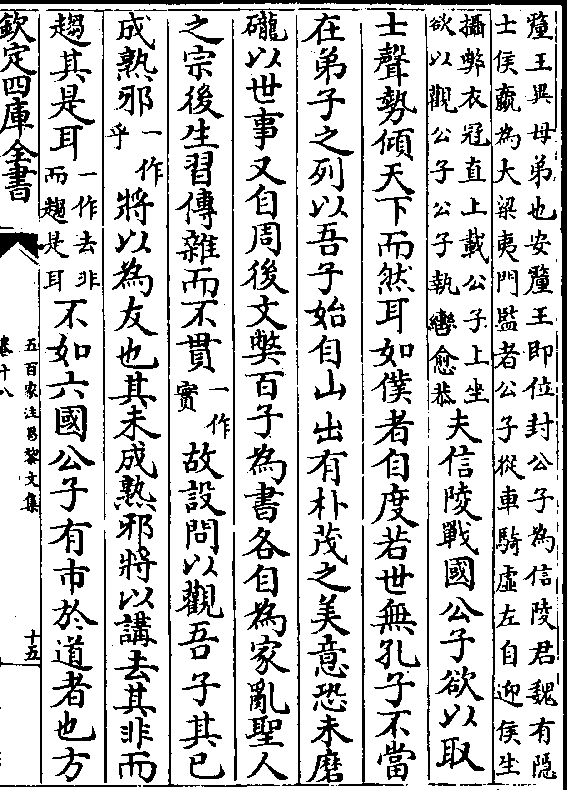 釐王異母弟也安釐王即位封公子為信陵君魏有隠
士侯嬴為大梁夷門監者公子從車騎虚左自迎侯生
攝弊衣冠直上載公子上坐
欲以觀公子公子執轡愈恭
夫信陵戰國公子欲以取
士聲勢傾天下而然耳如僕者自度若世無孔子不當
在弟子之列以吾子始自山出有朴茂之美意恐未磨
礲以世事又自周後文弊百子為書各自為家亂聖人
之宗後生習傳雜而不貫一作實故設問以觀吾子其已
成熟邪一作乎將以為友也其未成熟邪將以講去其非而
趨其是耳一作去非而趨是耳不如六國公子有市於道者也方
欽定四庫全書
五百家注昌黎文集
卷十八
十五